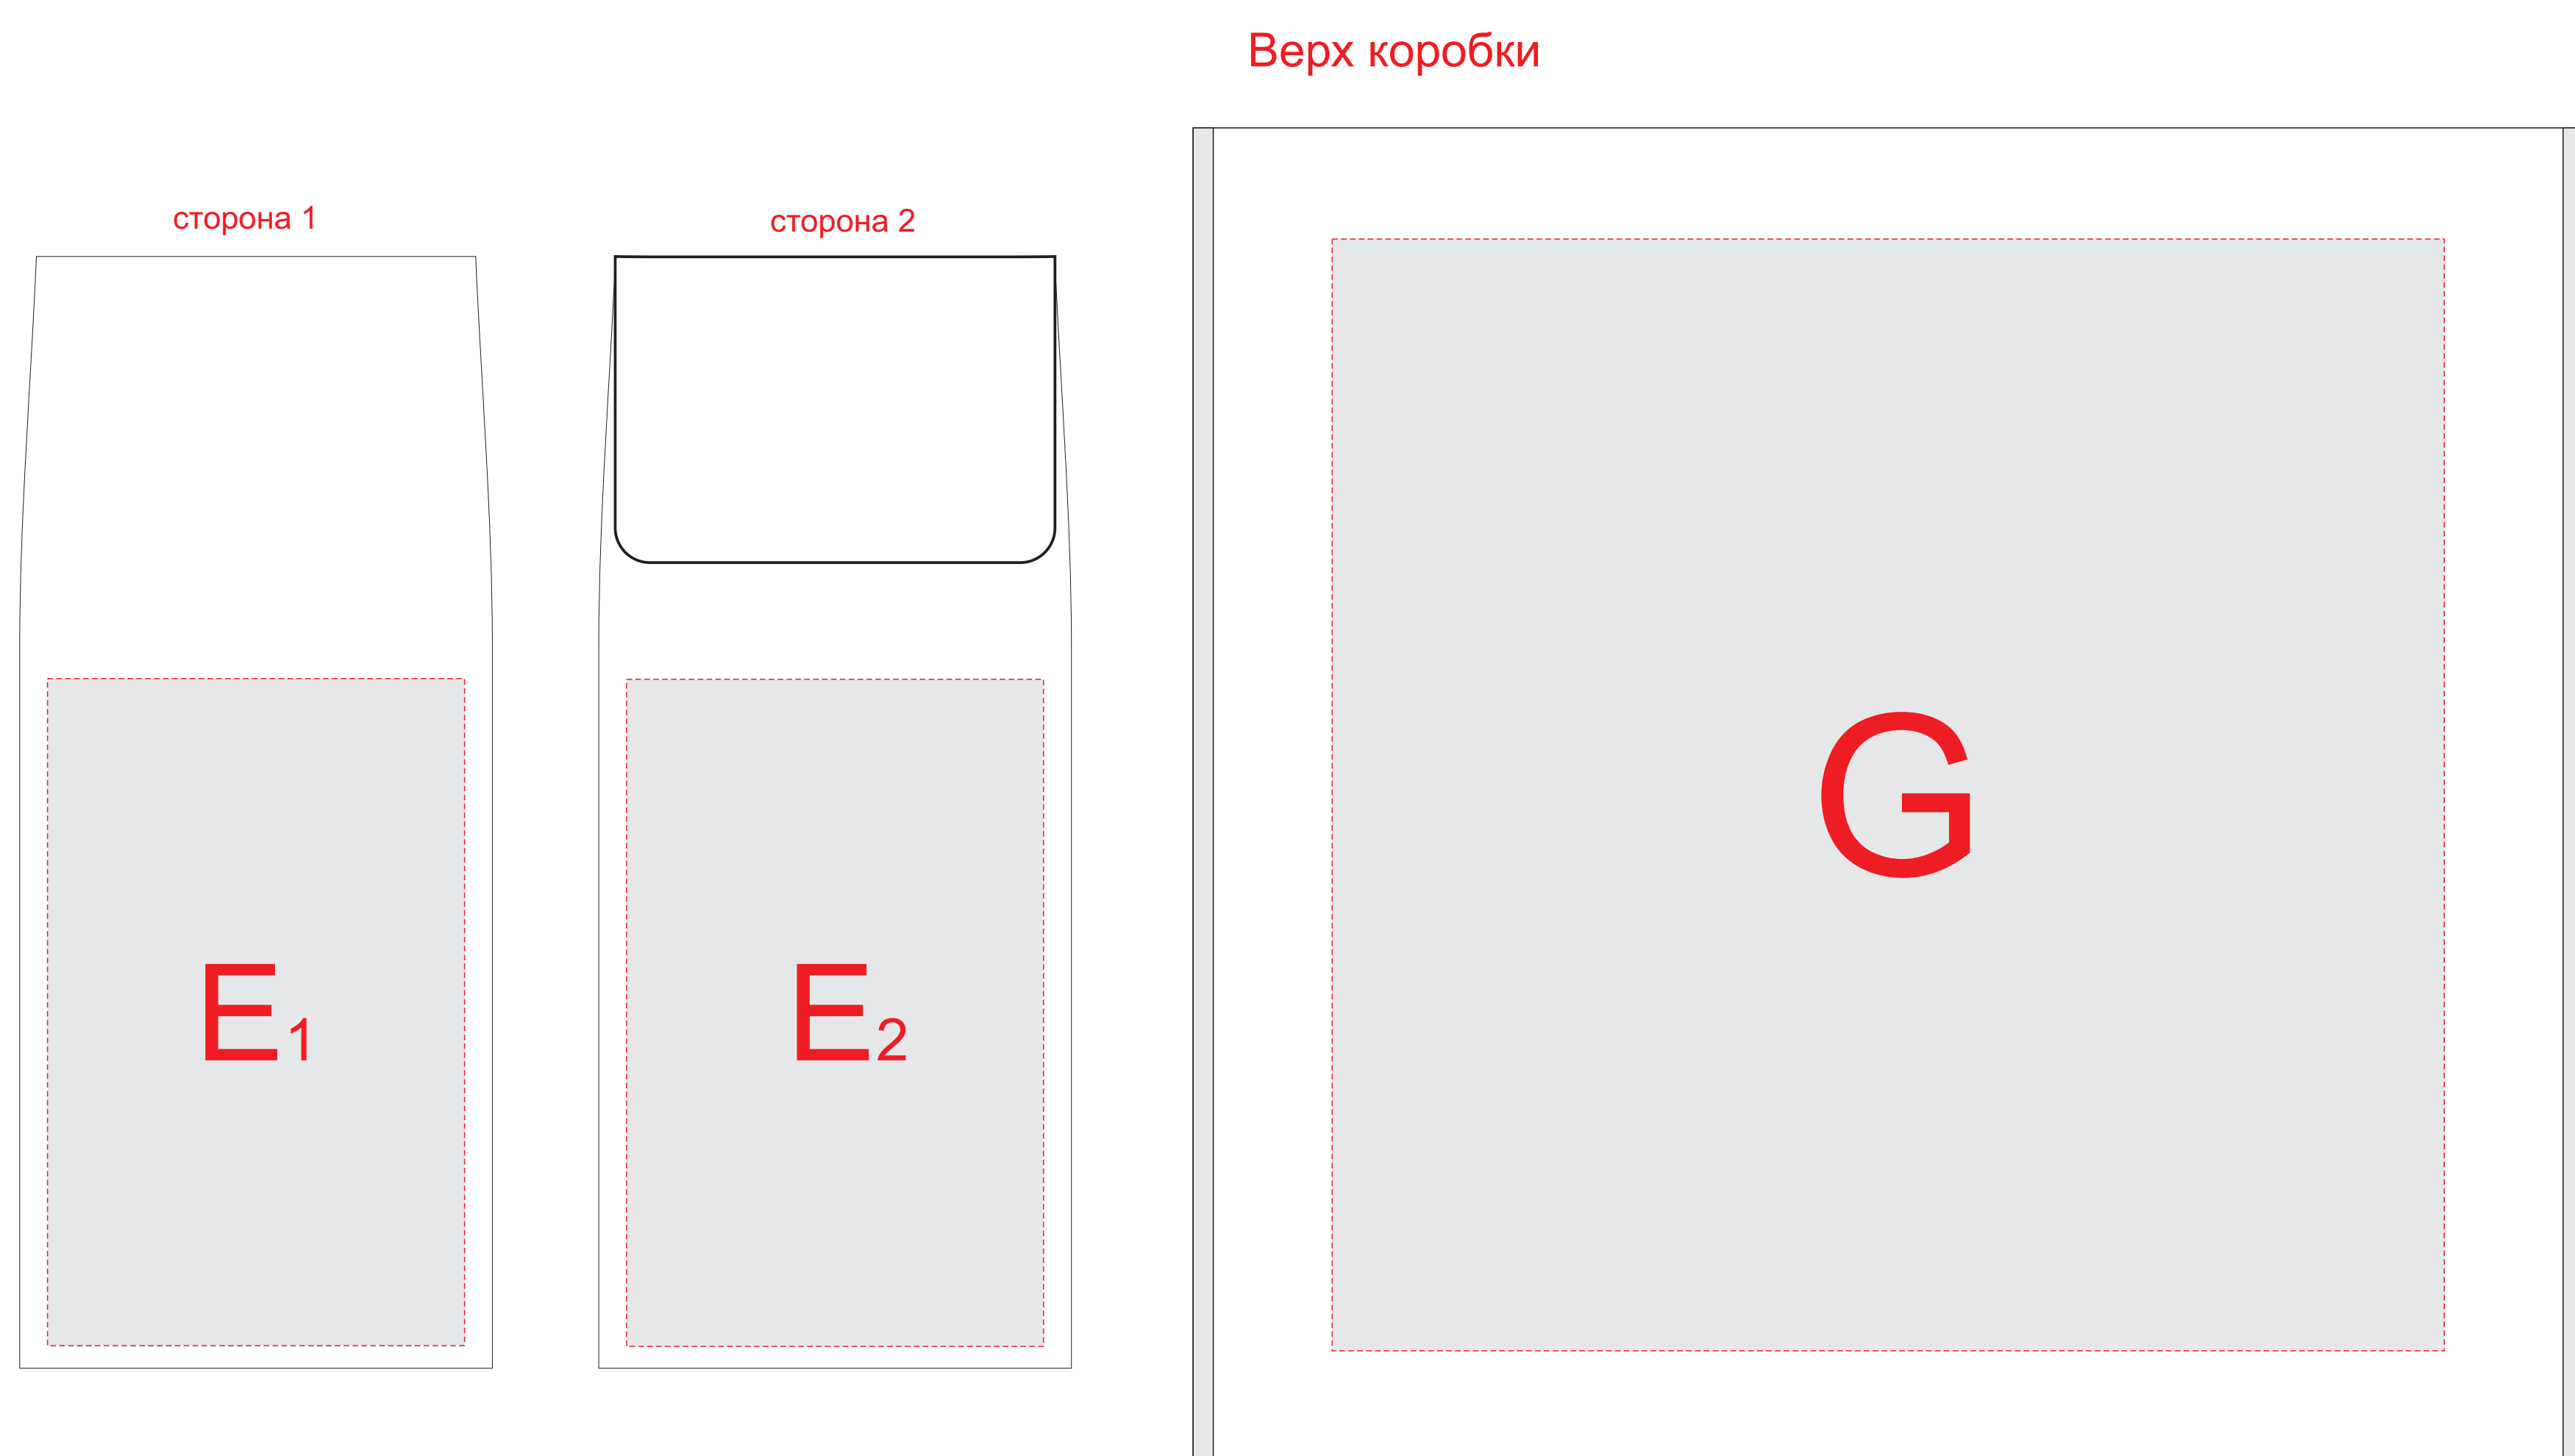 Верх коробки
сторона 1
сторона 2
G
E1
E2